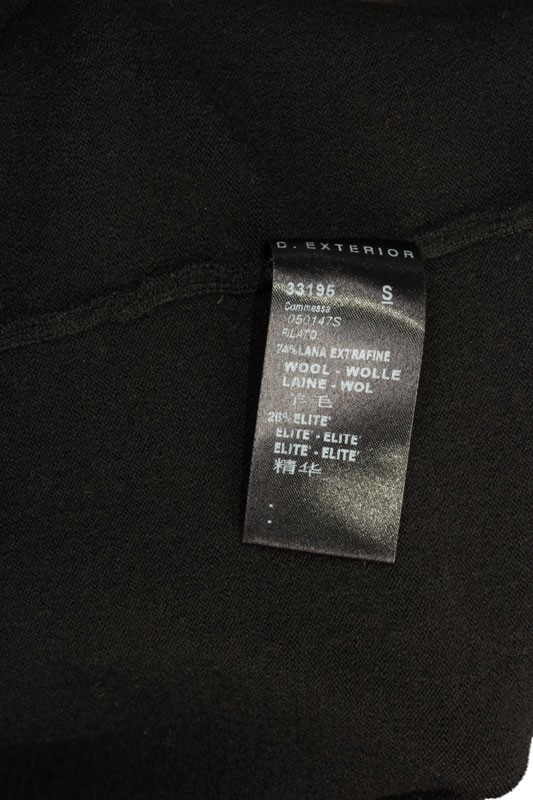 D. EXTERIOR
33195 S
Commessa
050147S
FILATO
74% LANA EXTRAFINE
WOOL - WOLLE
LAINE - WOL
羊毛
26% ELITE'
ELITE' - ELITE'
ELITE' - ELITE'
精华